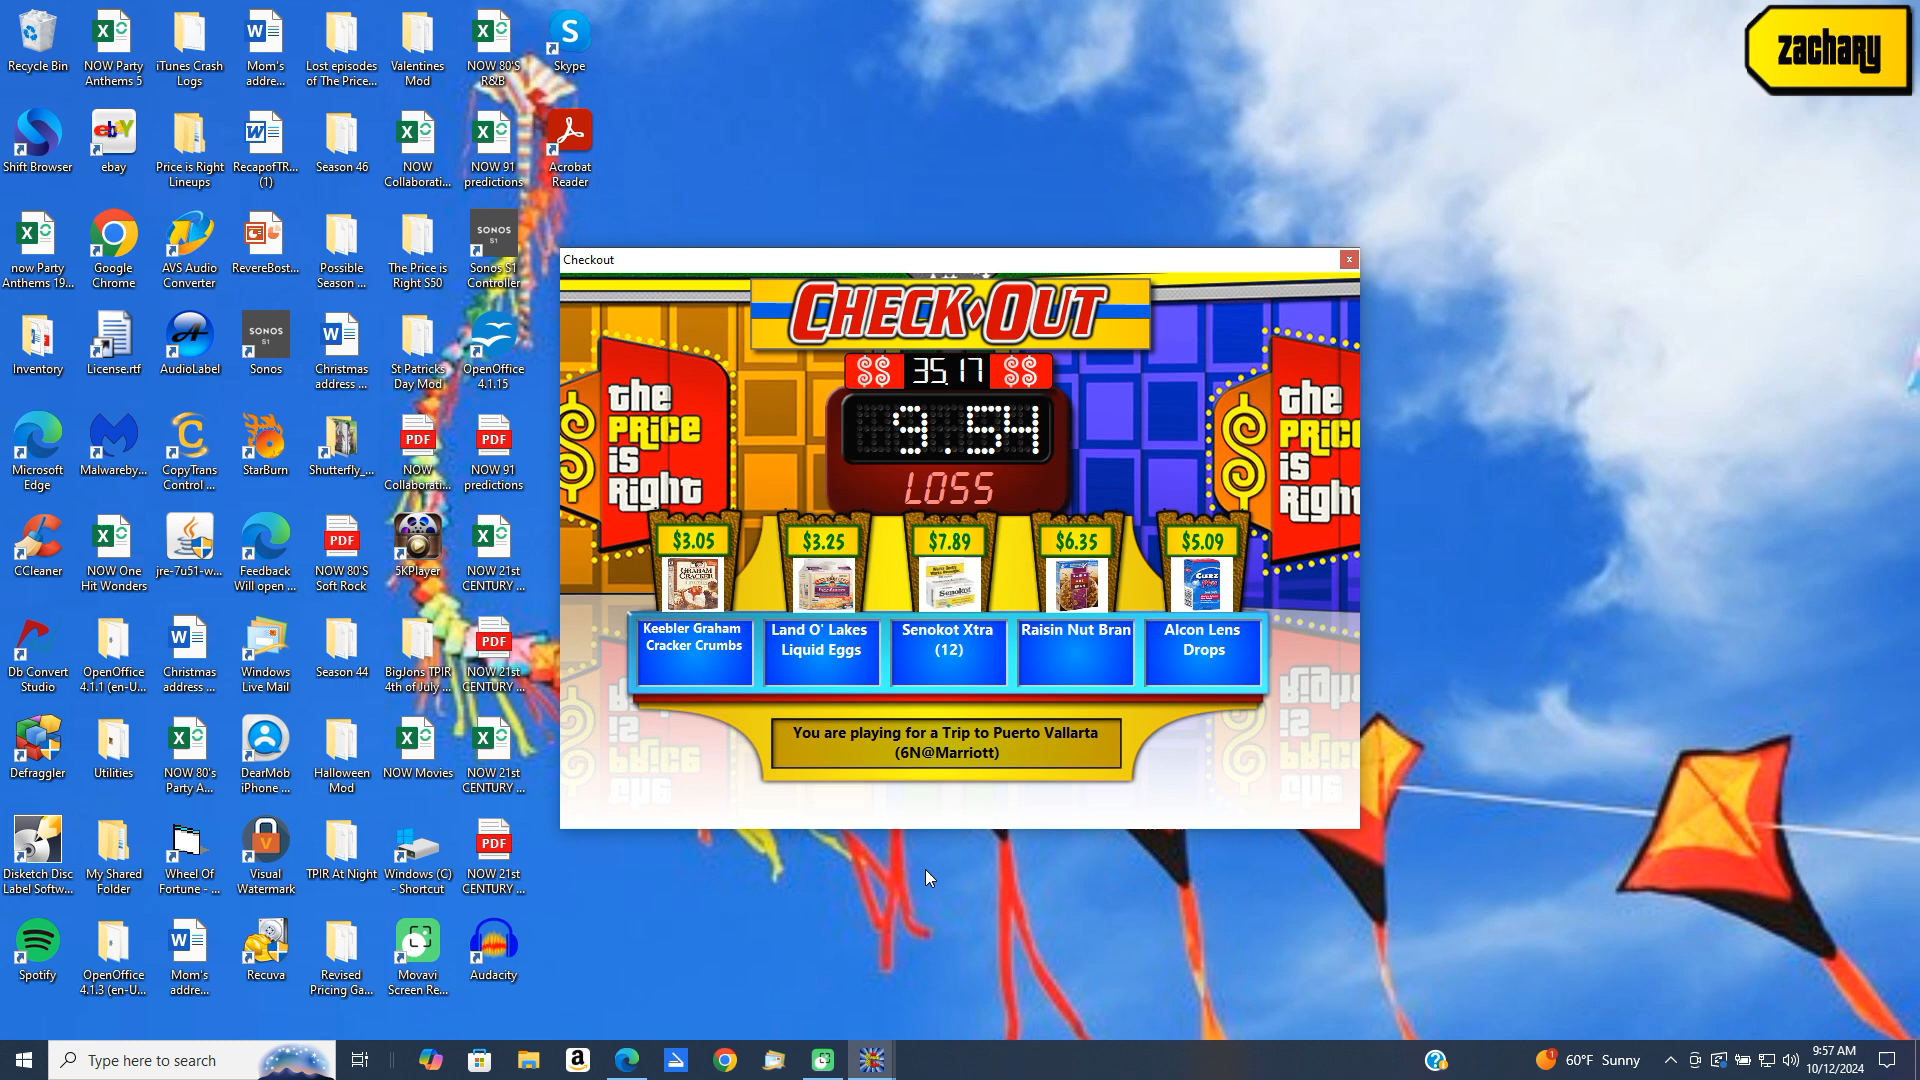 Recycle Bin
NOW Party
Anthems 5
iTunes Crash
Logs
Mom's
addre...
Lost episodes
of The Price...
Valentines
Mod
NOW 80'S
R&B
Skype
Shift Browser
ebay
Price is Right
Lineups
RecapofTR...
(1)
Season 46
NOW
Collaborati...
NOW 91
predictions
Acrobat
Reader
now Party
Anthems 19...
Google
Chrome
AVS Audio
Converter
RevereBost...
Possible
Season ...
The Price is
Right S50
SONOS
S1
Sonos S1
Controller
Inventory
License.rtf
AudioLabel
SONOS
S1
Sonos
Christmas
address ...
St Patricks
Day Mod
OpenOffice
4.1.15
Microsoft
Edge
Malwareby...
CopyTrans
Control ...
StarBurn
Shutterfly_...
PDF
NOW
Collaborati...
PDF
NOW 91
predictions
CCleaner
NOW One
Hit Wonders
jre-7u51-w...
Feedback
Will open ...
PDF
NOW 80'S
Soft Rock
5KPlayer
NOW 21st
CENTURY ...
Db Convert
Studio
OpenOffice
4.1.1 (en-U...
Christmas
address ...
Windows
Live Mail
Season 44
BigJons TPIR
4th of July ...
PDF
NOW 21st
CENTURY ...
Defraggler
Utilities
NOW 80's
Party A...
DearMob
iPhone ...
Halloween
Mod
NOW Movies
NOW 21st
CENTURY ...
Disketch Disc
Label Softw...
My Shared
Folder
Wheel Of
Fortune - ...
Visual
Watermark
TPIR At Night
Windows (C)
- Shortcut
PDF
NOW 21st
CENTURY ...
Spotify
OpenOffice
4.1.3 (en-U...
Mom's
addre...
Recuva
Revised
Pricing Ga...
Movavi
Screen Re...
Audacity
zachary
Checkout
CHECK OUT
$$ 35.17 $$
9.54
LOSS
the
PRiCE
iS
Right
the
PRiCE
iS
Right
$3.05
$3.25
$7.89
$6.35
$5.09
GRAHAM
CRACKER
Senokot
Keebler Graham
Cracker Crumbs
Land O' Lakes
Liquid Eggs
Senokot Xtra
(12)
Raisin Nut Bran
Alcon Lens
Drops
You are playing for a Trip to Puerto Vallarta
(6N@Marriott)
Type here to search
60°F Sunny
9:57 AM
10/12/2024